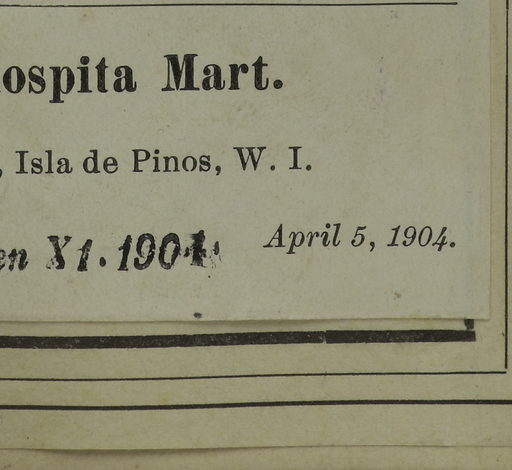 ospita Mart.
, Isla de Pinos, W. I.
en X1. 1904
April 5, 1904.